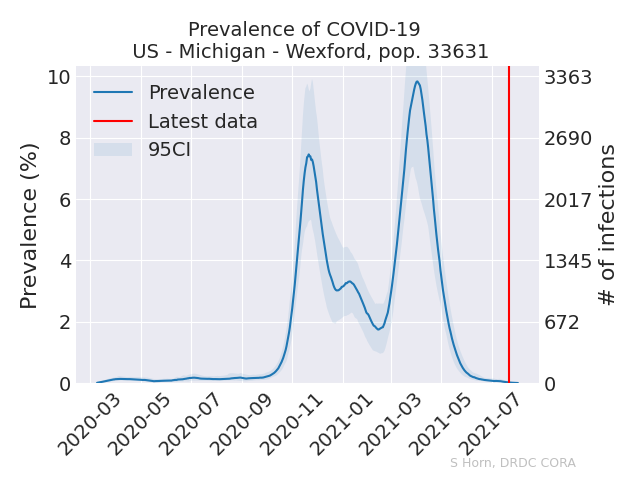 Prevalence of COVID-19
US - Michigan - Wexford, pop. 33631
Prevalence
Latest data
95CI
Prevalence (%)
10
8
6
4
2
0
3363
2690
2017
1345
672
0
# of infections
2020-03
2020-05
2020-07
2020-09
2020-11
2021-01
2021-03
2021-05
2021-07
S Horn, DRDC CORA